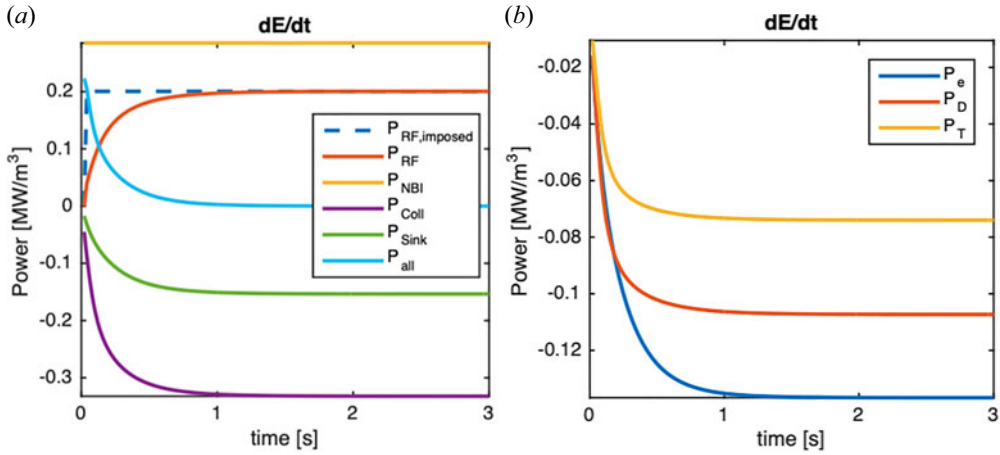 (a)
dE/dt
Power [MW/m³]
0.2
0.1
0
-0.1
-0.2
-0.3
0
1
2
3
time [s]
P_RF,imposed
P_RF
P_NBI
P_Coll
P_Sink
P_all
(b)
dE/dt
Power [MW/m³]
-0.02
-0.04
-0.06
-0.08
-0.1
-0.12
0
1
2
3
time [s]
P_e
P_D
P_T